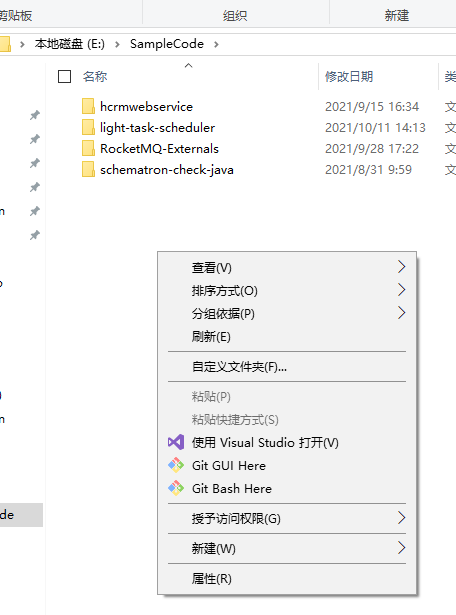 剪贴板 组织 新建
本地磁盘 (E:) › SampleCode ›
名称 修改日期 类
hcrmwebservice 2021/9/15 16:34 文
light-task-scheduler 2021/10/11 14:13 文
RocketMQ-Externals 2021/9/28 17:22 文
schematron-check-java 2021/8/31 9:59 文
查看(V)
排序方式(O)
分组依据(P)
刷新(E)
自定义文件夹(F)...
粘贴(P)
粘贴快捷方式(S)
使用 Visual Studio 打开(V)
Git GUI Here
Git Bash Here
授予访问权限(G)
新建(W)
属性(R)